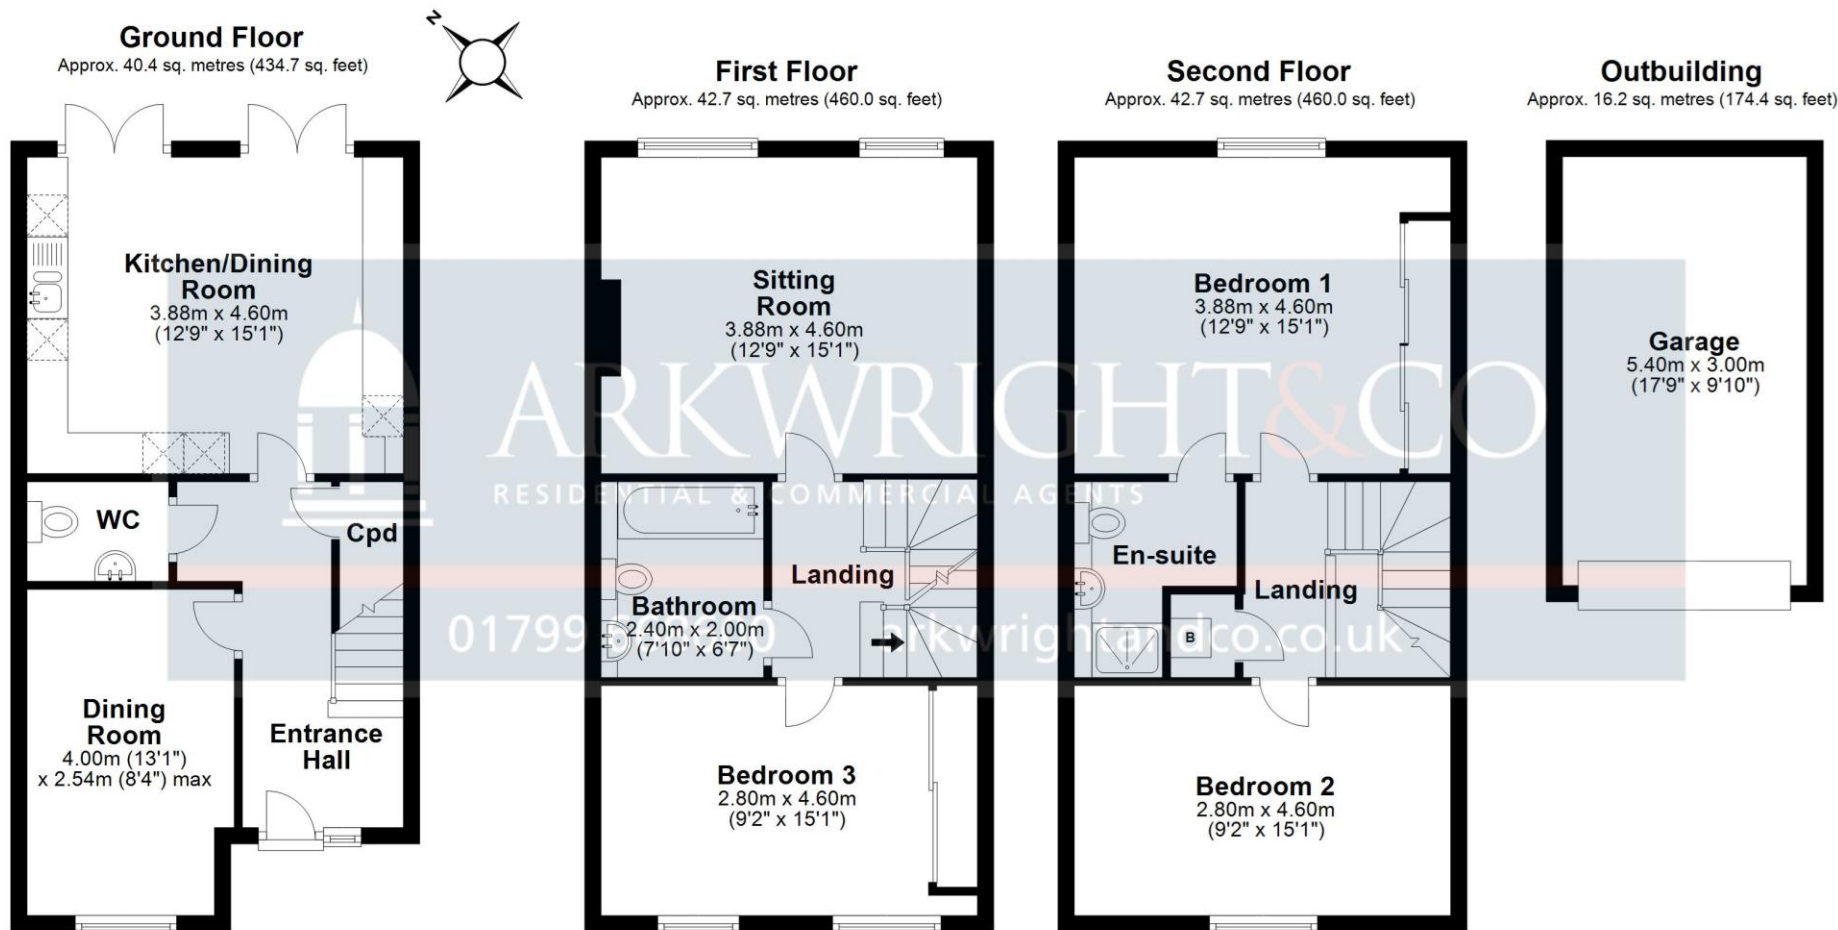 Ground Floor
Approx. 40.4 sq. metres (434.7 sq. feet)
N
First Floor
Approx. 42.7 sq. metres (460.0 sq. feet)
Second Floor
Approx. 42.7 sq. metres (460.0 sq. feet)
Outbuilding
Approx. 16.2 sq. metres (174.4 sq. feet)
Kitchen/Dining
Room
3.88m x 4.60m
(12'9" x 15'1")
Sitting
Room
3.88m x 4.60m
(12'9" x 15'1")
Bedroom 1
3.88m x 4.60m
(12'9" x 15'1")
Garage
5.40m x 3.00m
(17'9" x 9'10")
ARKWRIGHT&CO
RESIDENTIAL & COMMERCIAL AGENTS
WC
Cpd
Landing
Bathroom
2.40m x 2.00m
(7'10" x 6'7")
En-suite
Landing
B
01799
arkwrightandco.co.uk
Dining
Room
4.00m (13'1")
x 2.54m (8'4") max
Entrance
Hall
Bedroom 3
2.80m x 4.60m
(9'2" x 15'1")
Bedroom 2
2.80m x 4.60m
(9'2" x 15'1")